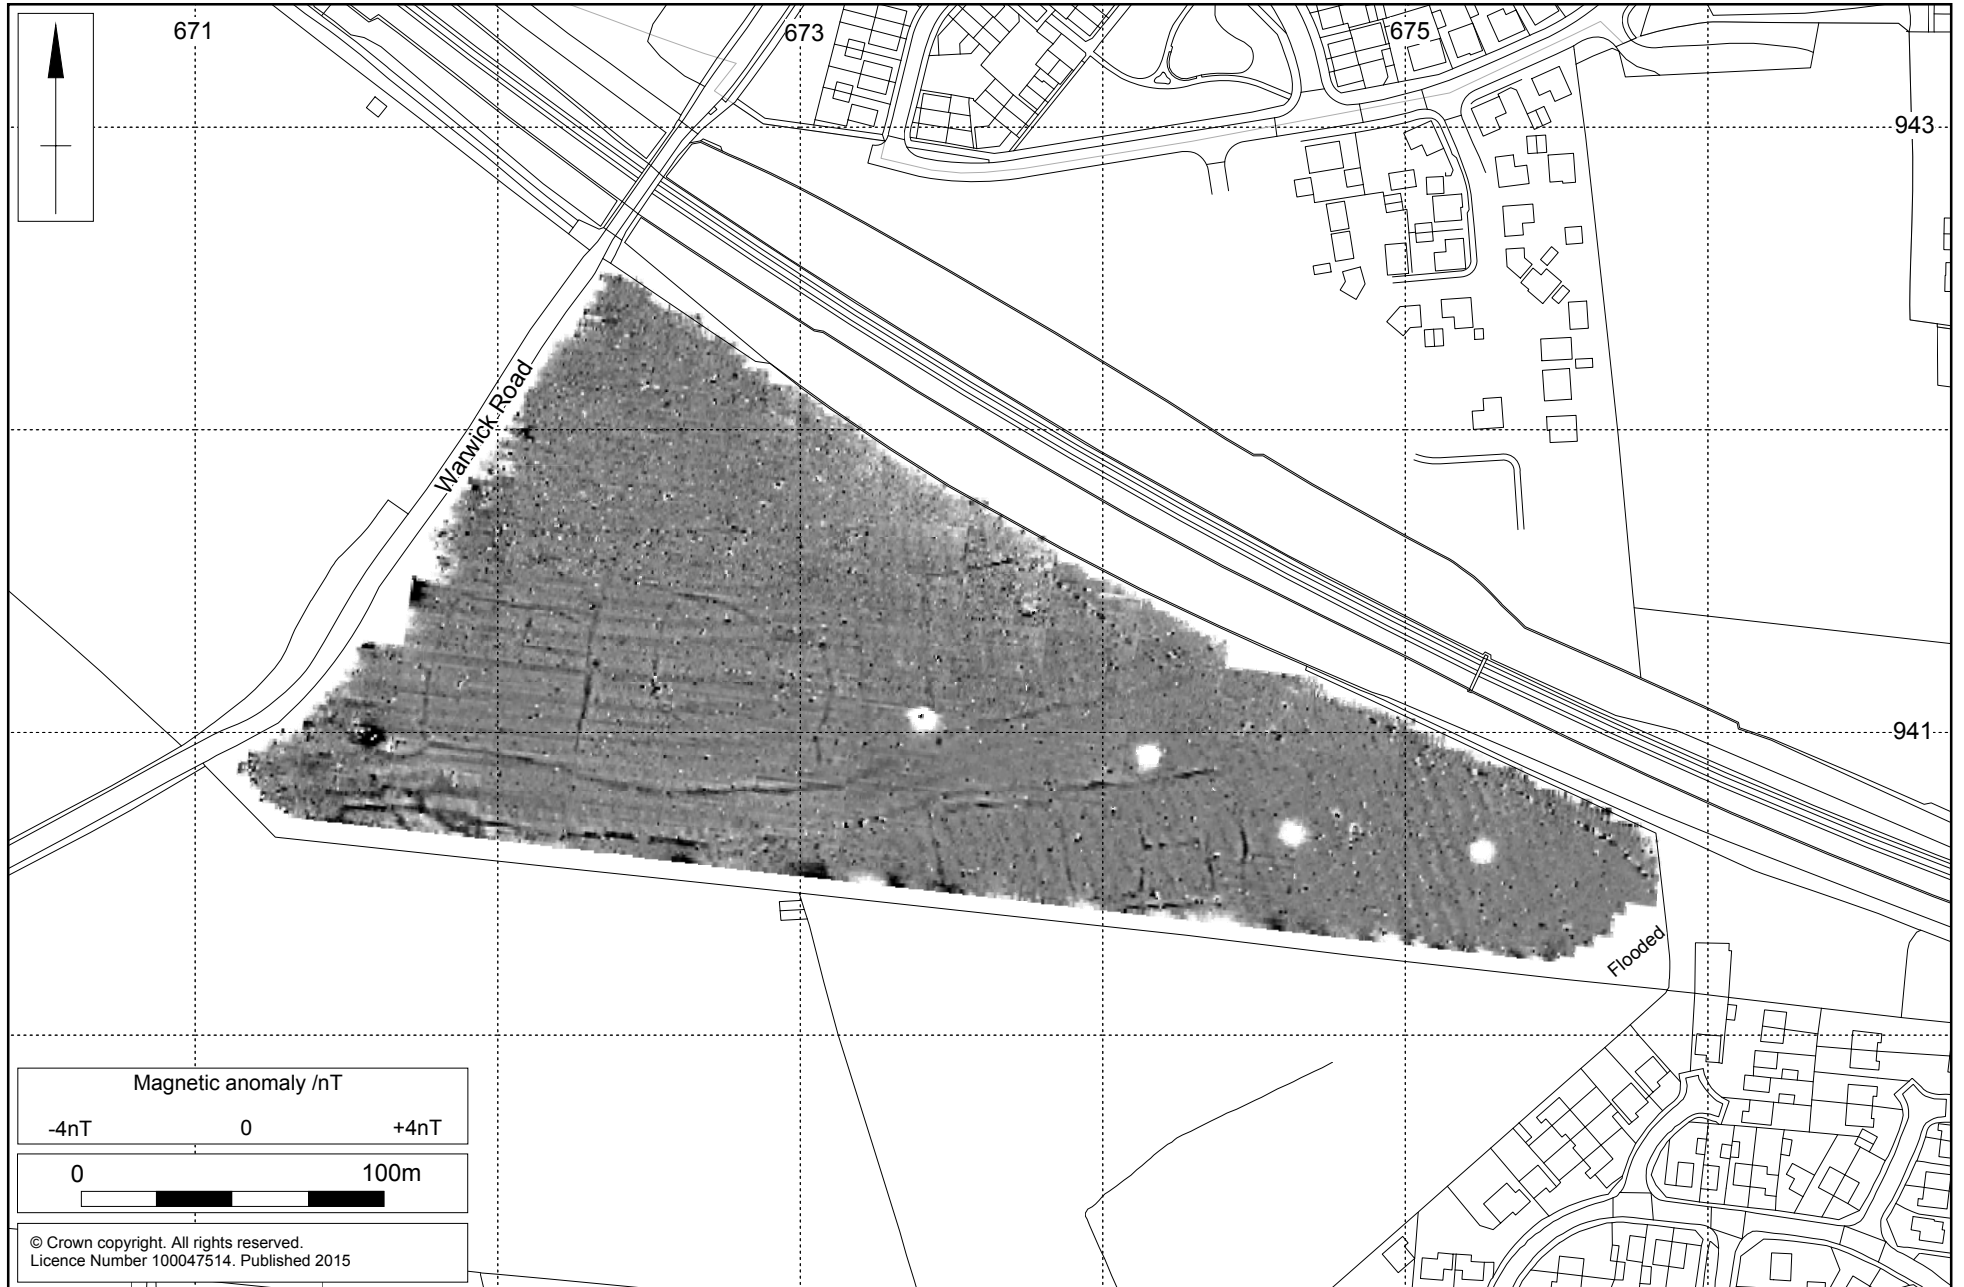 671
673
675
943
Warwick Road
941
Flooded
Magnetic anomaly /nT
-4nT 0 +4nT
0 100m
© Crown copyright. All rights reserved.
Licence Number 100047514. Published 2015